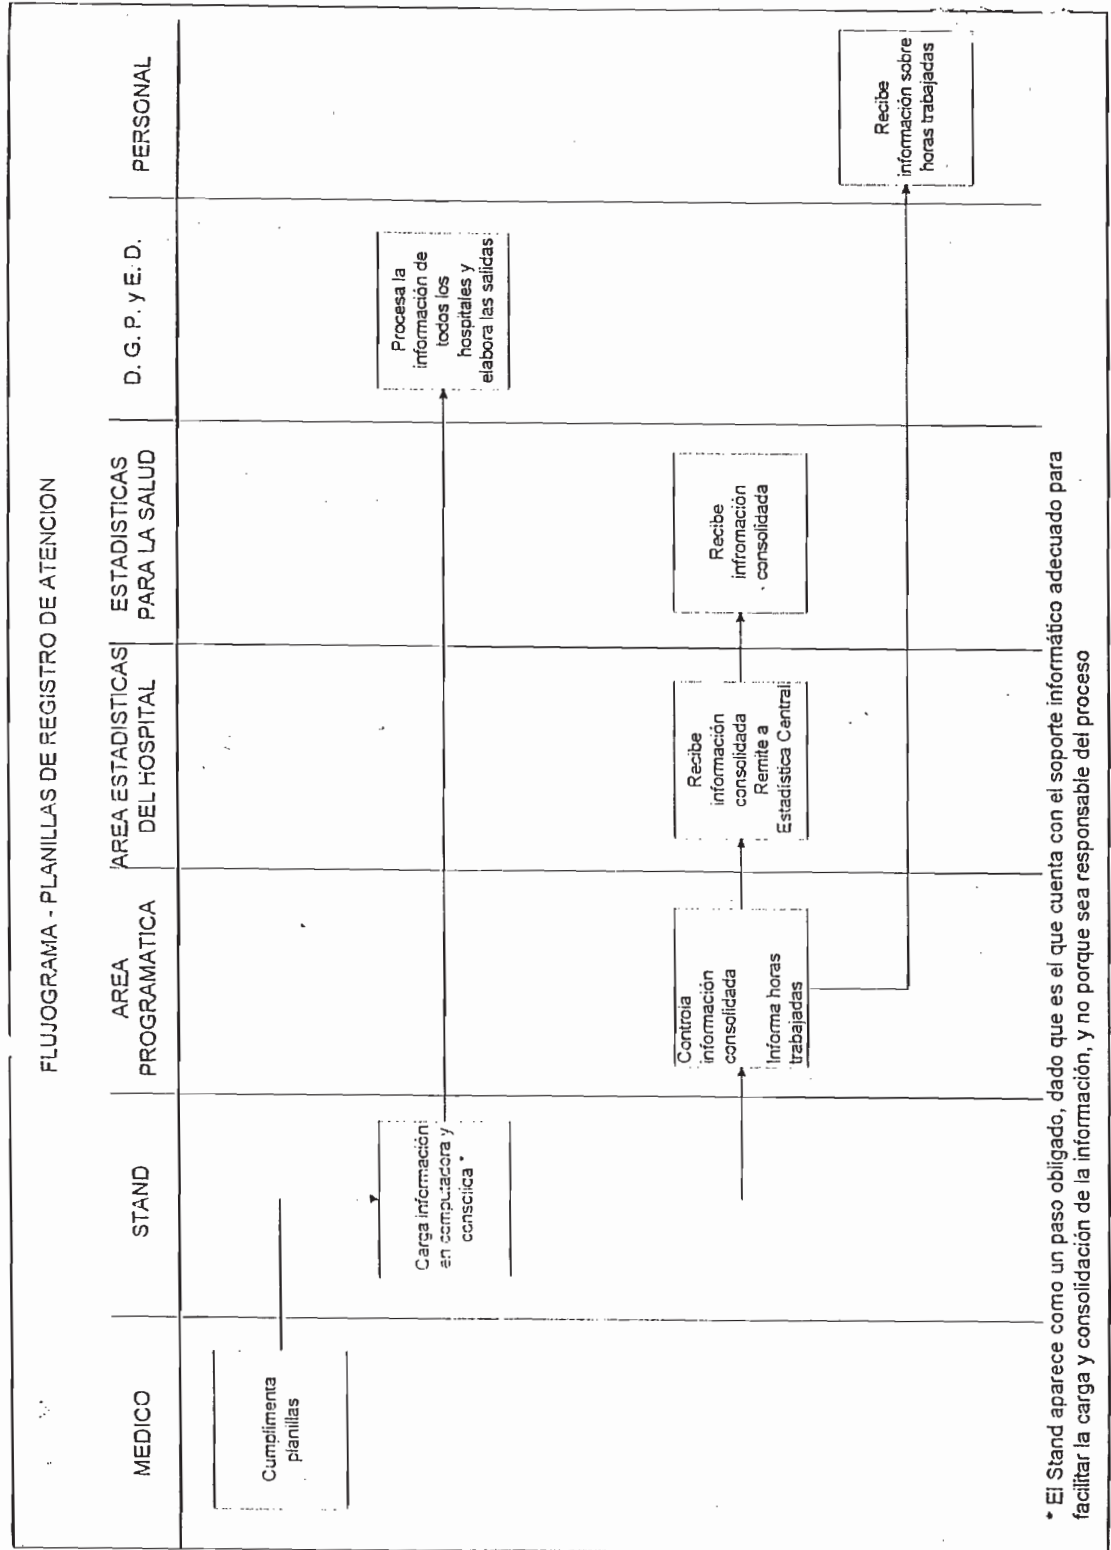 FLUJOGRAMA - PLANILLAS DE REGISTRO DE ATENCION
MEDICO
STAND
AREA
PROGRAMATICA
AREA ESTADISTICAS
DEL HOSPITAL
ESTADISTICAS
PARA LA SALUD
D. G. P. y E. D.
PERSONAL
Cumplimenta
planillas
Carga información
en computadora y
consolida *
Procesa la
información de
todos los
hospitales y
elabora las salidas
Controla
información
consolidada
Informa horas
trabajadas
Recibe
información
consolidada
Remite a
Estadística Central
Recibe
infromación
consolidada
Recibe
información sobre
horas trabajadas
* El Stand aparece como un paso obligado, dado que es el que cuenta con el soporte informático adecuado para
facilitar la carga y consolidación de la información, y no porque sea responsable del proceso